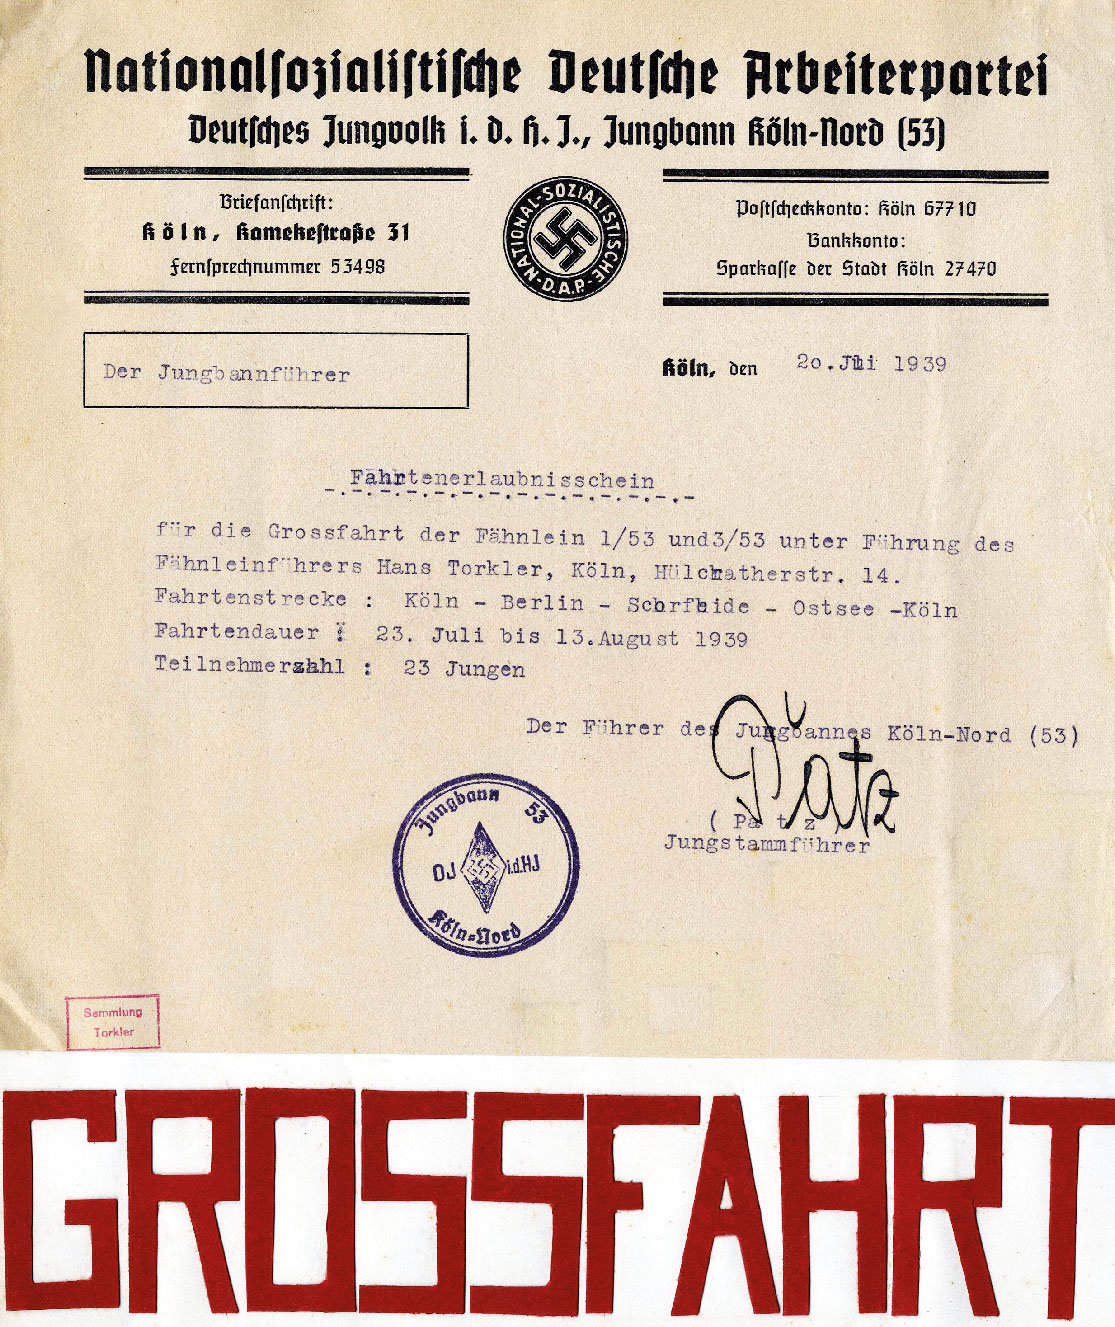 Nationalsozialistische Deutsche Arbeiterpartei
Deutsches Jungvolk i. d. H. J., Jungbann Köln-Nord (53)
Briefanschrift:
Köln, Kamekestraße 31
Fernsprechnummer 53498
NATIONAL-SOZIALISTISCHE-D.A.P.-
Postscheckkonto: Köln 67710
Bankkonto:
Sparkasse der Stadt Köln 27470
Der Jungbannführer
Köln, den 20. 1939
Fahrtenerlaubnisschein
für die Grossfahrt der Fähnlein 1/53 und3/53 unter Führung des
Fähnleinführers Hans Torkler, Köln, Hülchratherstr. 14.
Fahrtenstrecke : Köln - Berlin - - Ostsee -Köln
Fahrtendauer : 23. Juli bis 13.August 1939
Teilnehmerzahl : 23 Jungen
Der Führer des Jungbannes Köln-Nord (53)
Patz
( P a t z )
Jungstammführer
Jungbann 53
DJ i.d.HJ
Köln-Nord
Sammlung
Torkler
GROSSFAHRT